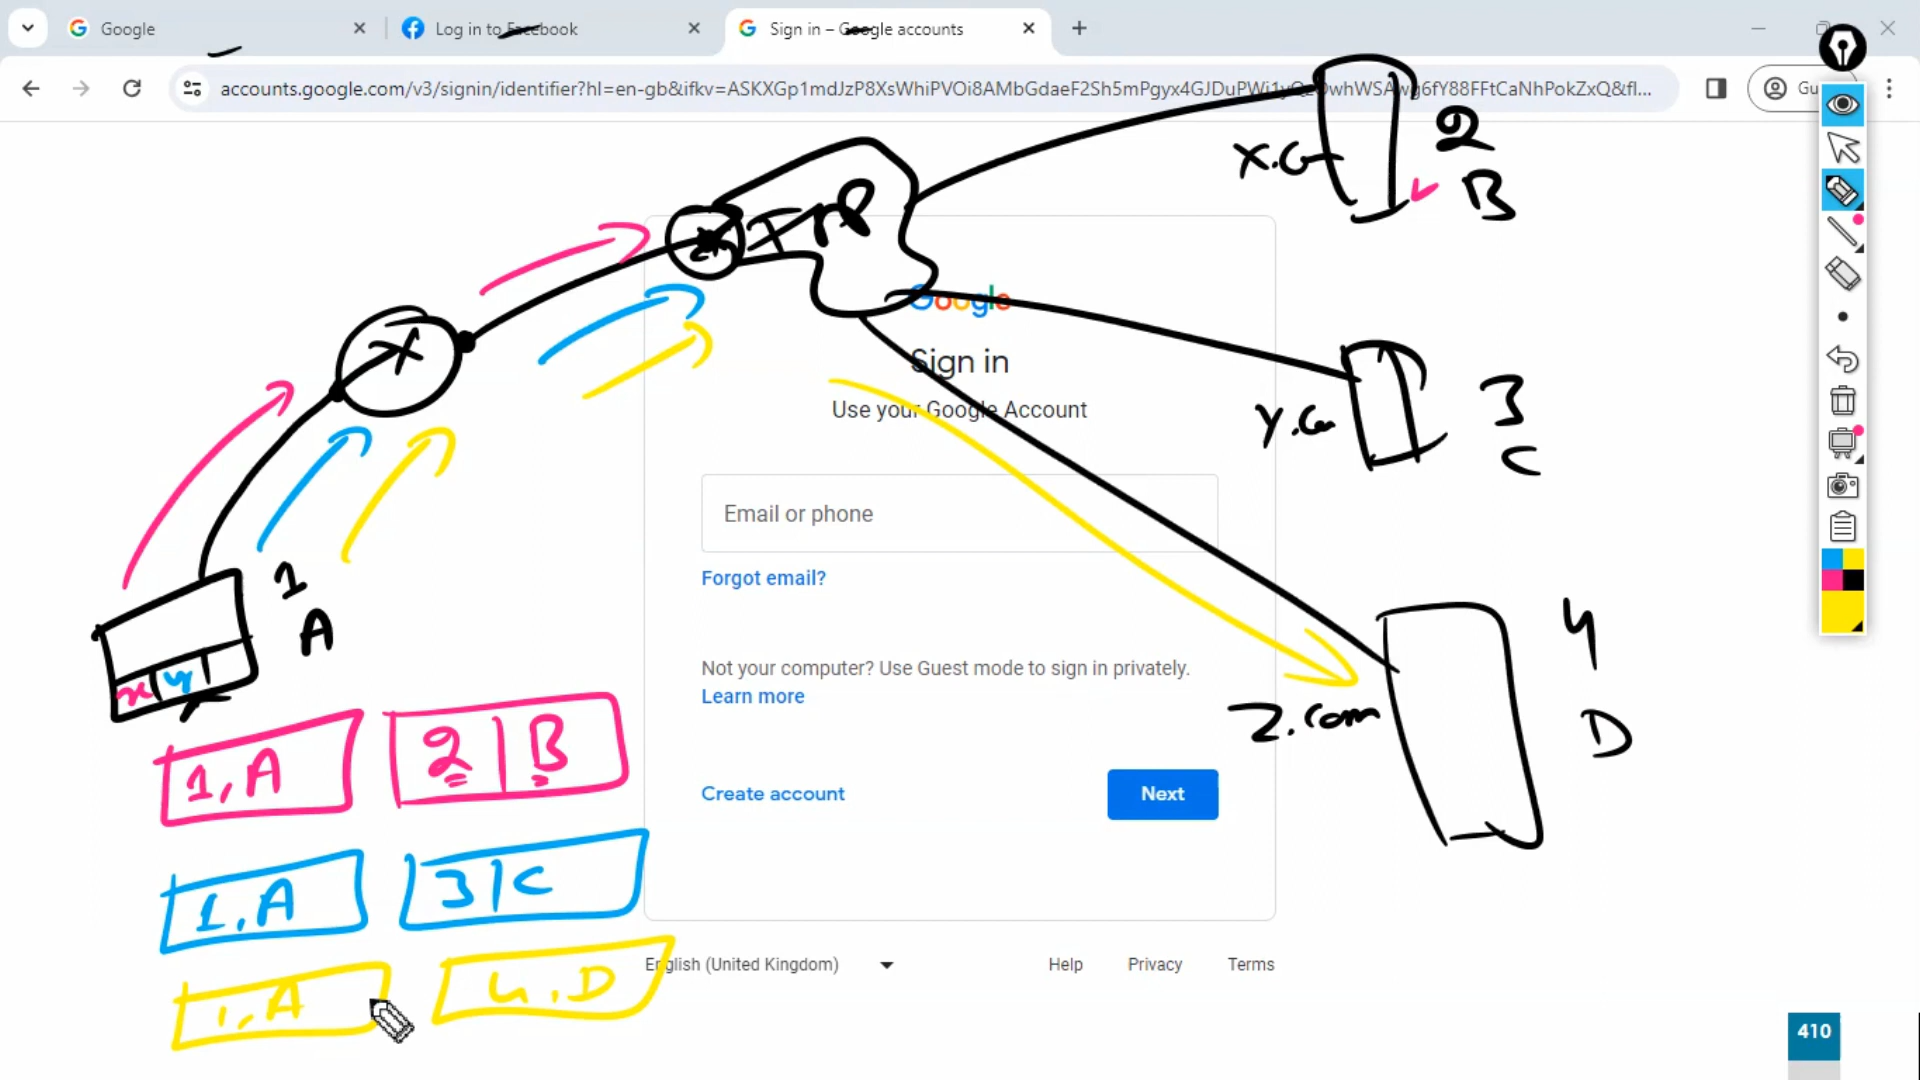 Google
Log in to Facebook
Sign in – Google accounts
accounts.google.com/v3/signin/identifier?hl=en-gb&ifkv=ASKXGp1mdJzP8XsWhiPVOi8AMbGdaeF2Sh5mPgyx4GJDuPWi1y
6fY88FFtCaNhPokZxQ&fl...
Gu
2
B
Google
Sign in
Use your Google Account
3
C
Email or phone
Forgot email?
1
A
4
D
Not your computer? Use Guest mode to sign in privately.
Learn more
x y
Z.com
1, A 2 B
Create account
Next
1, A 3 C
1, A 4, D
English (United Kingdom)
Help
Privacy
Terms
410